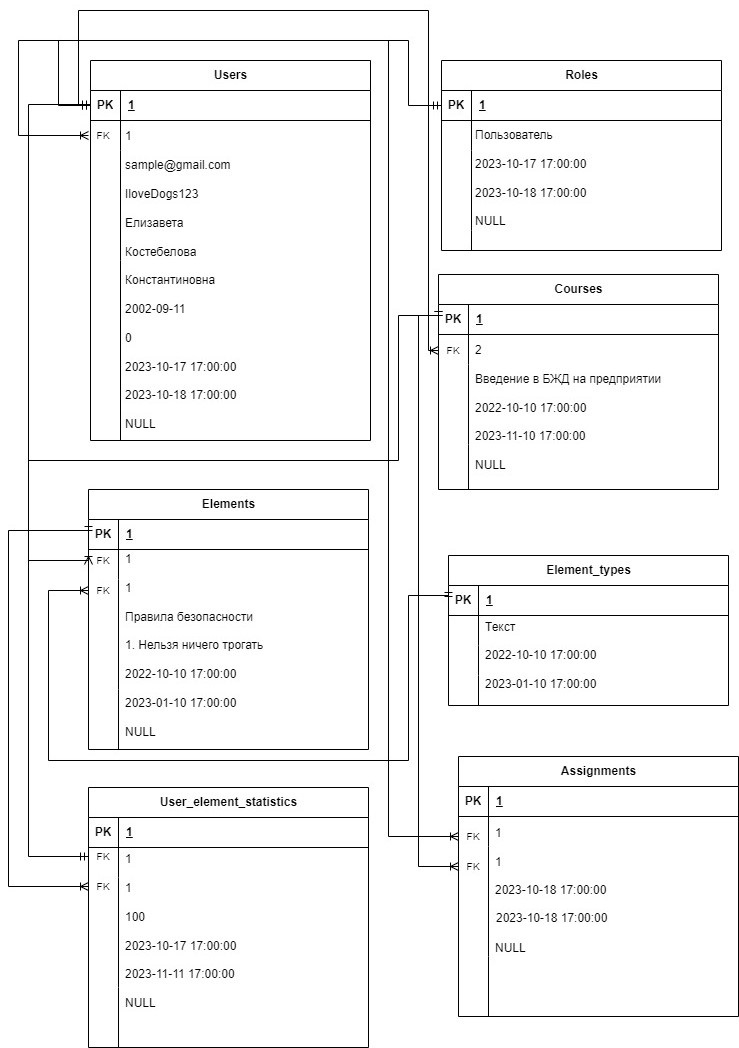 Users
PK 1
FK 1
sample@gmail.com
IloveDogs123
Елизавета
Костебелова
Константиновна
2002-09-11
0
2023-10-17 17:00:00
2023-10-18 17:00:00
NULL
Roles
PK 1
Пользователь
2023-10-17 17:00:00
2023-10-18 17:00:00
NULL
Courses
PK 1
FK 2
Введение в БЖД на предприятии
2022-10-10 17:00:00
2023-11-10 17:00:00
NULL
Elements
PK 1
FK 1
FK 1
Правила безопасности
1. Нельзя ничего трогать
2022-10-10 17:00:00
2023-01-10 17:00:00
NULL
Element_types
PK 1
Текст
2022-10-10 17:00:00
2023-01-10 17:00:00
User_element_statistics
PK 1
FK 1
FK 1
100
2023-10-17 17:00:00
2023-11-11 17:00:00
NULL
Assignments
PK 1
FK 1
FK 1
2023-10-18 17:00:00
2023-10-18 17:00:00
NULL